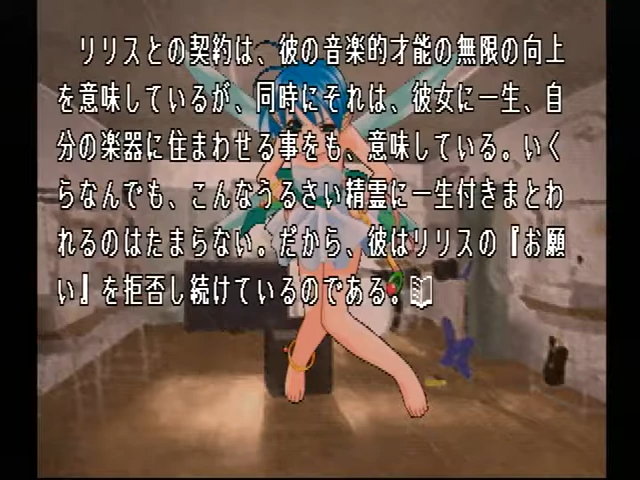 リリスとの契約は、彼の音楽的才能の無限の向上
を意味しているが、同時にそれは、彼女に一生、自
分の楽器に住まわせる事をも、意味している。いく
らなんでも、こんなうるさい精霊に一生付きまとわ
れるのはたまらない。だから、彼はリリスの『お願
い』を拒否し続けているのである。